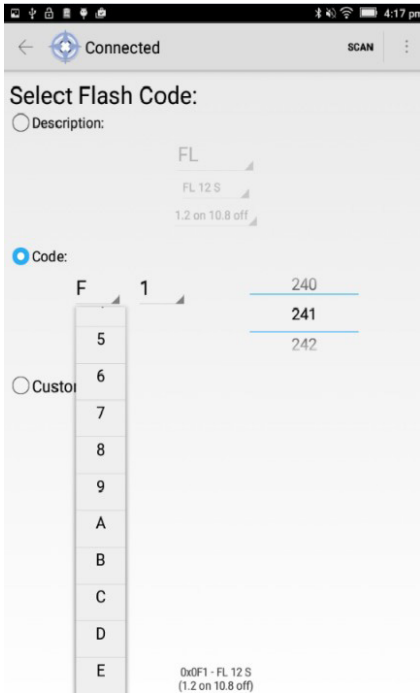 4:17 pm
Connected
SCAN
Select Flash Code:
Description:
FL
FL 12 S
1.2 on 10.8 off
Code:
F 1
240
241
242
5
6
7
8
9
A
B
C
D
E
Custo
0x0F1 - FL 12 S
(1.2 on 10.8 off)